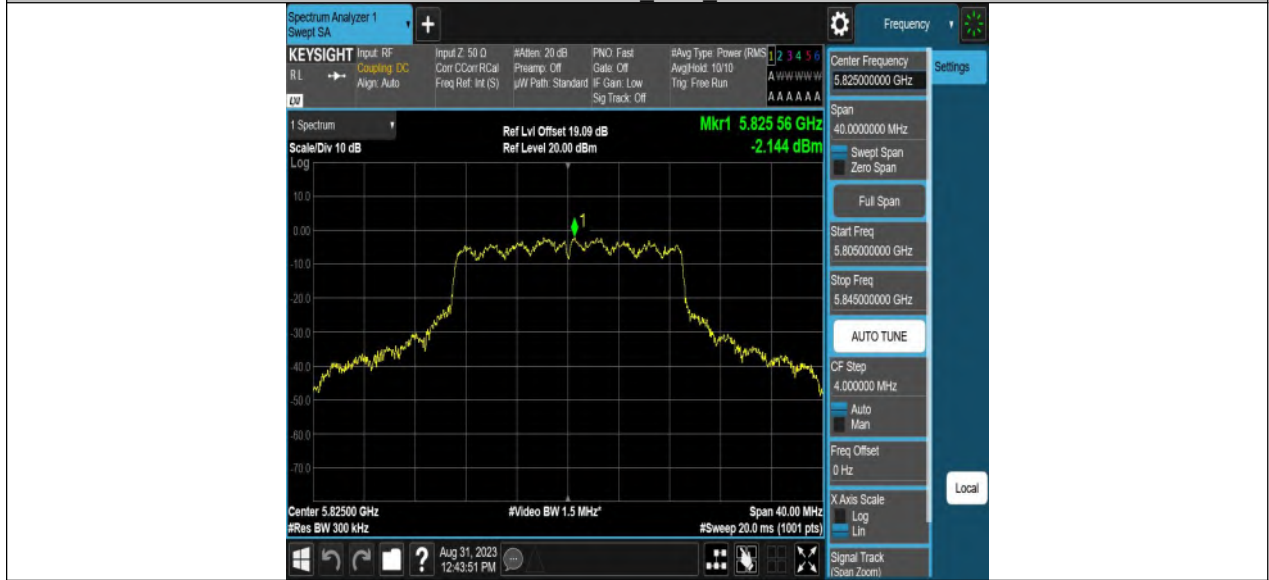 Spectrum Analyzer 1
Swept SA
+
Frequency
KEYSIGHT
RL
LXI
Input: RF
Coupling: DC
Align: Auto
Input Z: 50 Ω
Corr CCorr RCal
Freq Ref: Int (S)
#Atten: 20 dB
Preamp: Off
µW Path: Standard
PNO: Fast
Gate: Off
IF Gain: Low
Sig Track: Off
#Avg Type: Power (RMS
Avg|Hold: 10/10
Trig: Free Run
1 2 3 4 5 6
A W W W W W
A A A A A A
Center Frequency
5.825000000 GHz
Settings
Span
40.0000000 MHz
Swept Span
Zero Span
Full Span
Start Freq
5.805000000 GHz
Stop Freq
5.845000000 GHz
AUTO TUNE
CF Step
4.000000 MHz
Auto
Man
Freq Offset
0 Hz
X Axis Scale
Log
Lin
Signal Track
(Span Zoom)
Local
1 Spectrum
Scale/Div 10 dB
Ref Lvl Offset 19.09 dB
Ref Level 20.00 dBm
Mkr1 5.825 56 GHz
-2.144 dBm
Log
10.0
0.00
-10.0
-20.0
-30.0
-40.0
-50.0
-60.0
-70.0
1
Center 5.82500 GHz
#Res BW 300 kHz
#Video BW 1.5 MHz*
Span 40.00 MHz
#Sweep 20.0 ms (1001 pts)
?
Aug 31, 2023
12:43:51 PM